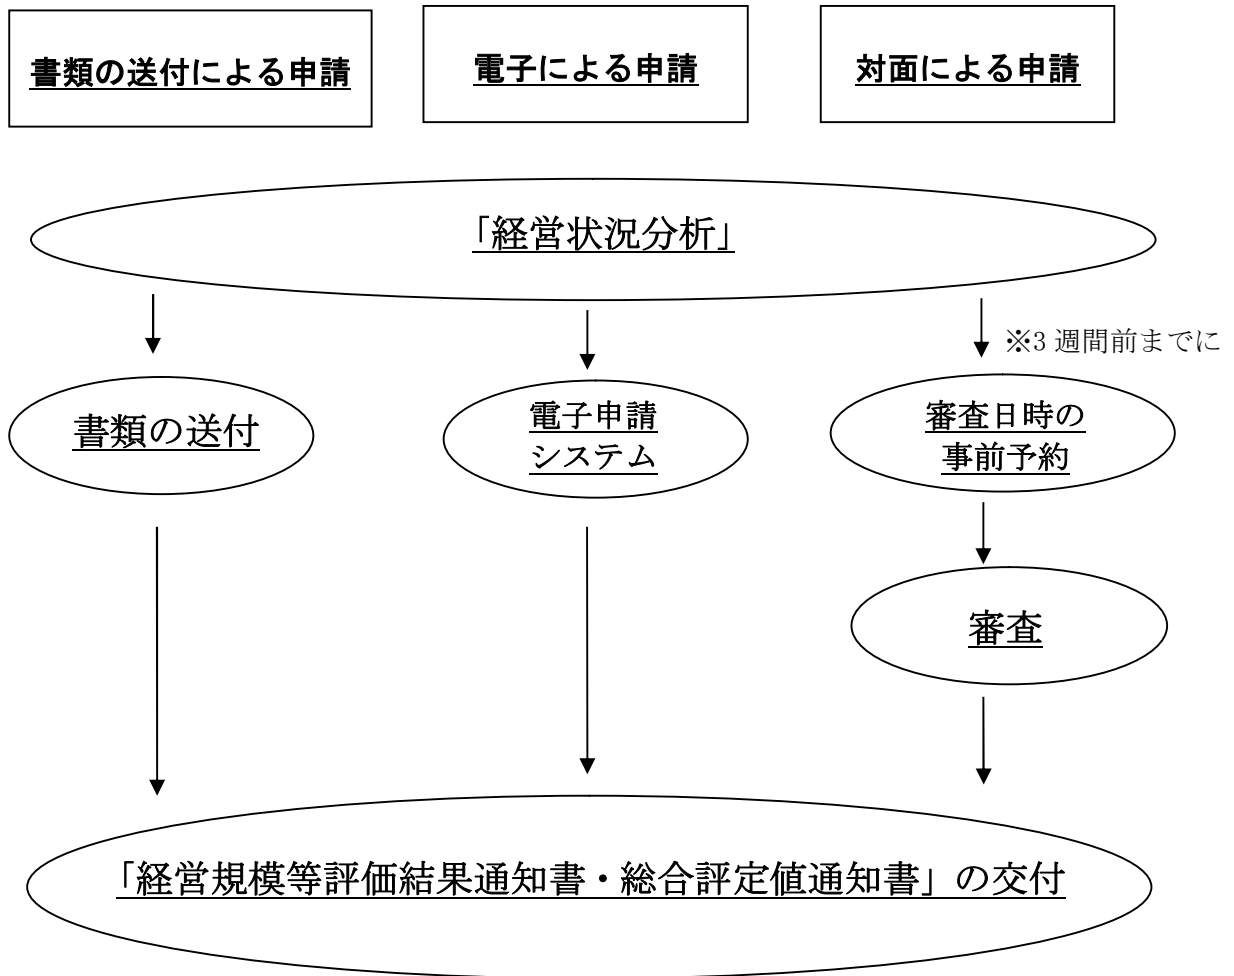 書類の送付による申請
電子による申請
対面による申請
「経営状況分析」
※3 週間前までに
書類の送付
電子申請
システム
審査日時の
事前予約
審査
「経営規模等評価結果通知書・総合評定値通知書」の交付